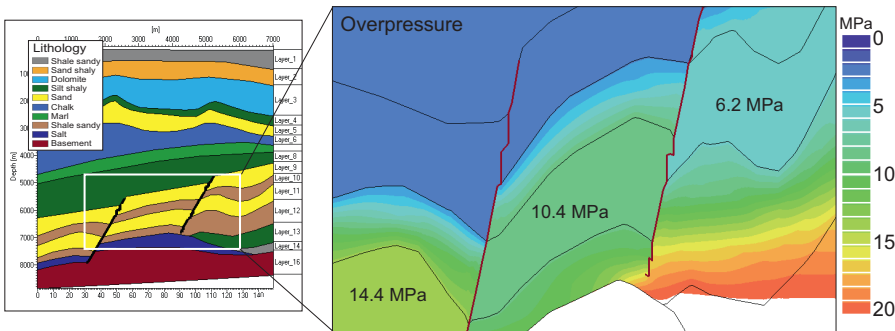 [m]
0 1000 2000 3000 4000 5000 7000
Lithology
Shale sandy
Sand shaly
Dolomite
Silt shaly
Sand
Chalk
Marl
Shale sandy
Salt
Basement
Depth [m]
4000
5000
6000
7000
8000
0 10 20 30 40 50 60 70 80 90 100 110 120 130
Layer_1
Layer_2
Layer_3
Layer_4
Layer_5
Layer_6
Layer_8
Layer_9
Layer_10
Layer_11
Layer_12
Layer_13
Layer_14
Layer_16
Overpressure
6.2 MPa
10.4 MPa
14.4 MPa
MPa
0
5
10
15
20